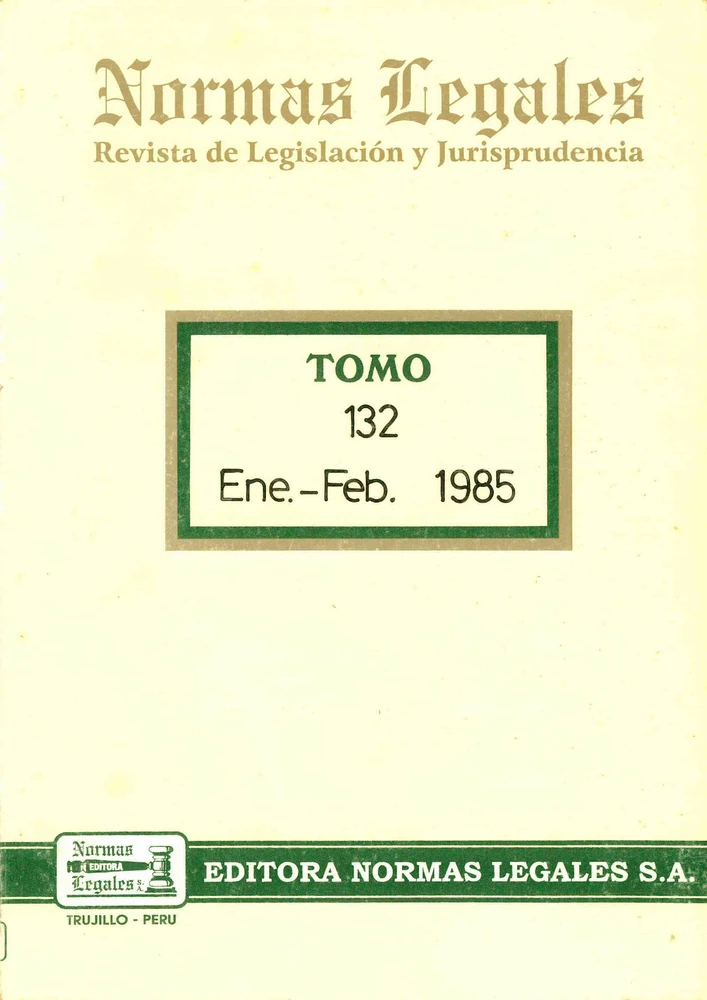 Normas Legales
Revista de Legislación y Jurisprudencia
TOMO
132
Ene.-Feb. 1985
Normas
EDITORA
Legales
EDITORA NORMAS LEGALES S.A.
TRUJILLO - PERU